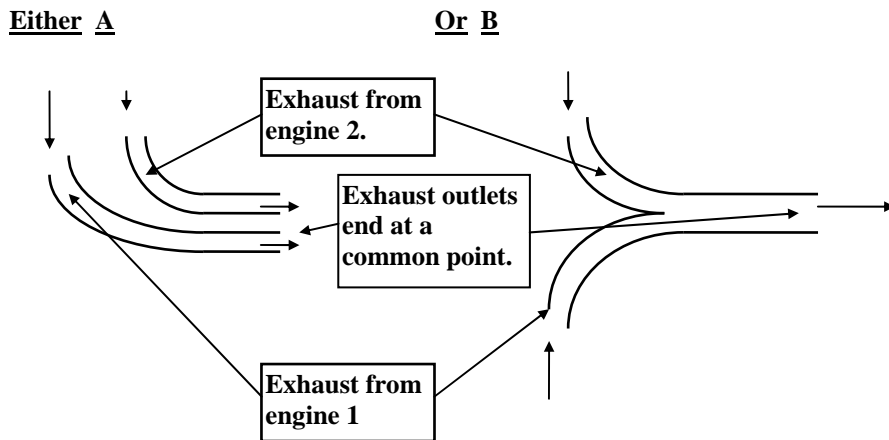 Either A
Or B
Exhaust from
engine 2.
Exhaust outlets
end at a
common point.
Exhaust from
engine 1